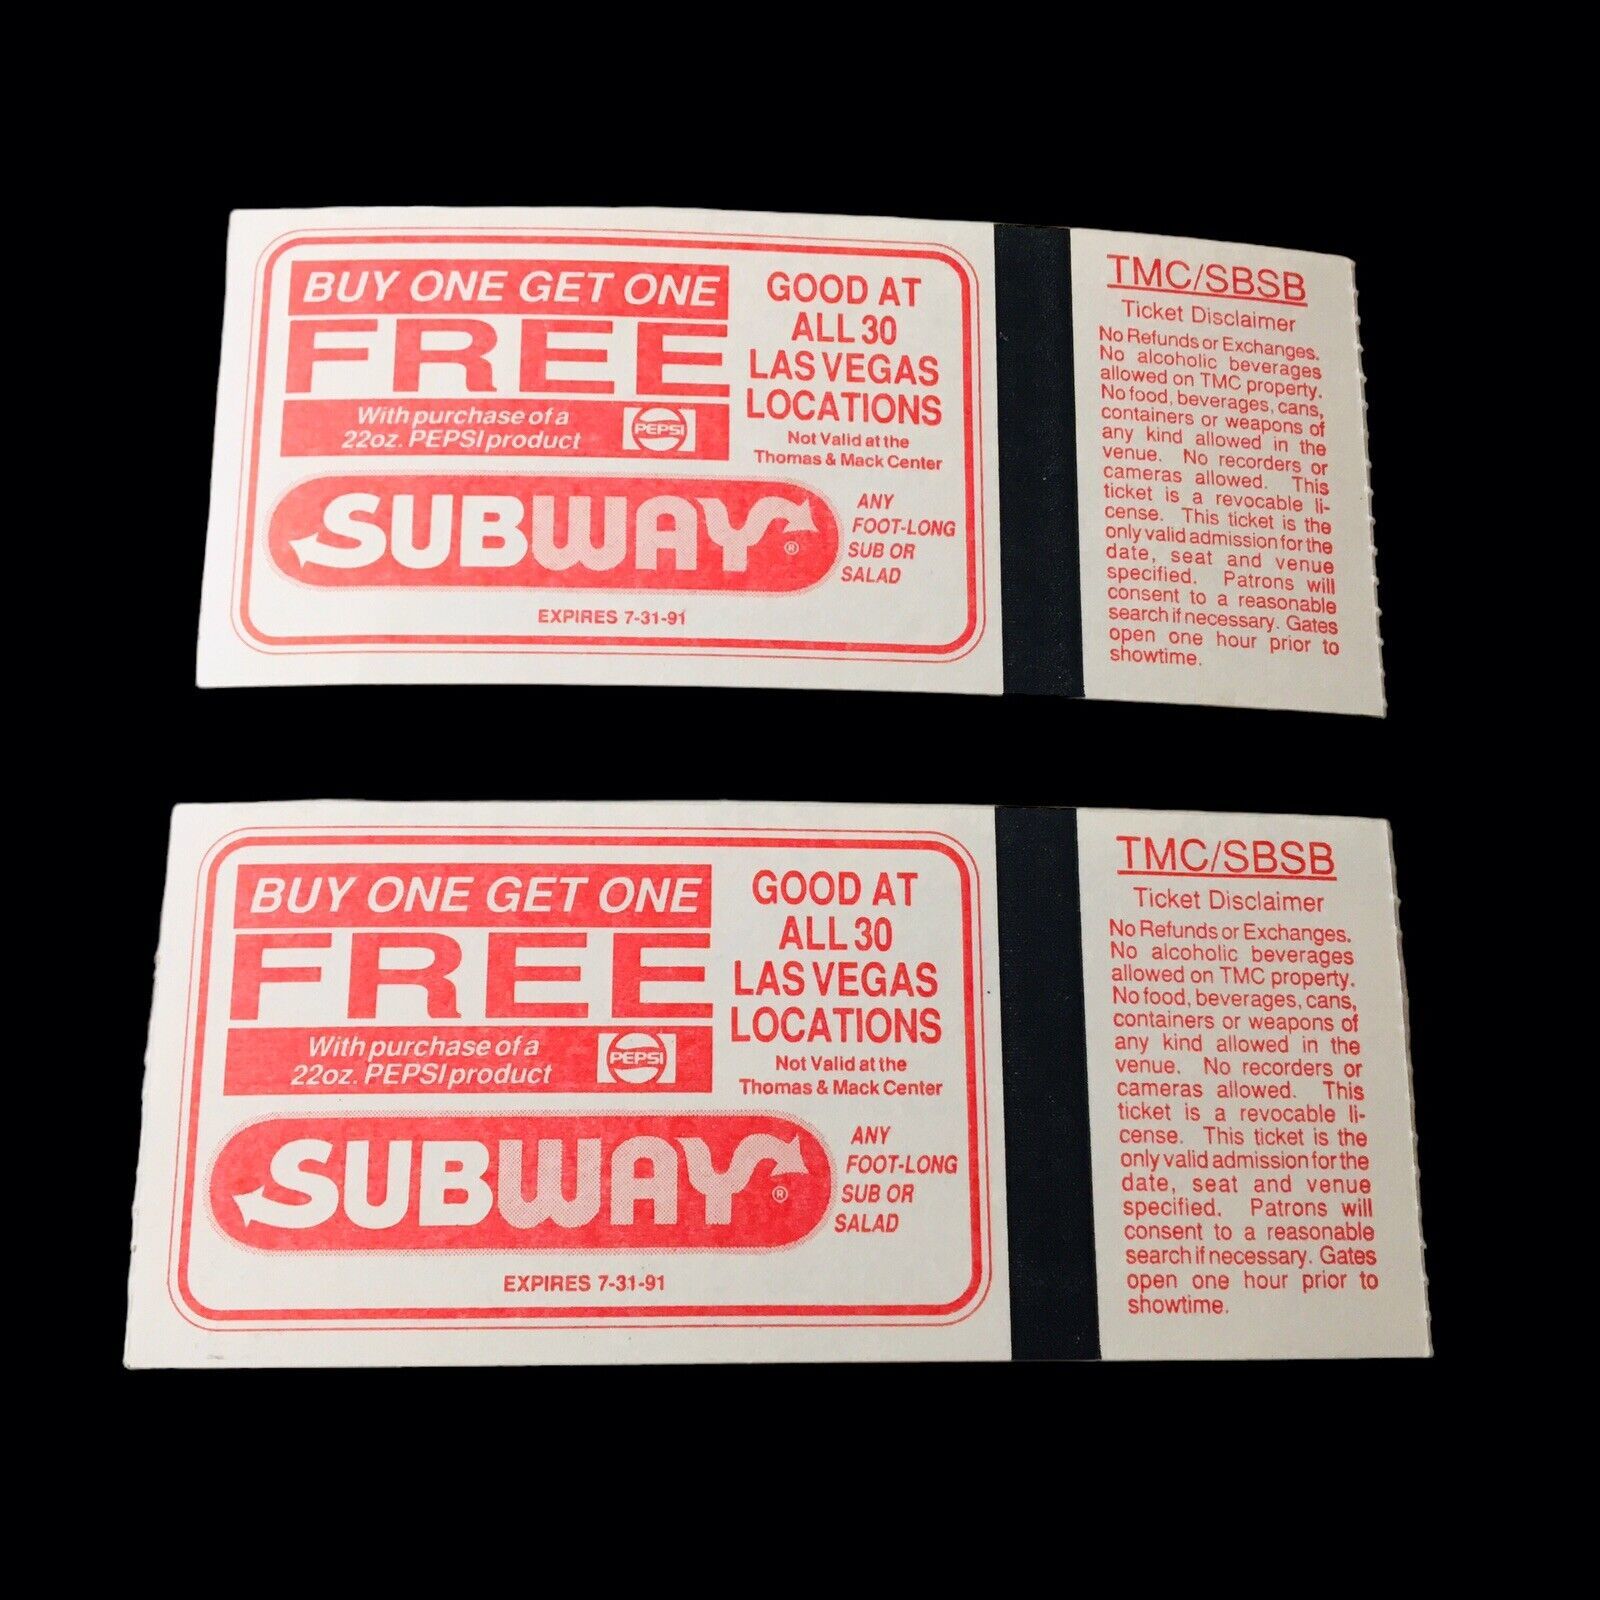 BUY ONE GET ONE
FREE
With purchase of a
22oz. PEPSI product
PEPSI
GOOD AT
ALL 30
LAS VEGAS
LOCATIONS
Not Valid at the
Thomas & Mack Center
SUBWAY®
ANY
FOOT-LONG
SUB OR
SALAD
EXPIRES 7-31-91
TMC/SBSB
Ticket Disclaimer
No Refunds or Exchanges.
No alcoholic beverages
allowed on TMC property.
No food, beverages, cans,
containers or weapons of
any kind allowed in the
venue. No recorders or
cameras allowed. This
ticket is a revocable li-
cense. This ticket is the
only valid admission for the
date, seat and venue
specified. Patrons will
consent to a reasonable
search if necessary. Gates
open one hour prior to
showtime.
BUY ONE GET ONE
FREE
With purchase of a
22oz. PEPSI product
PEPSI
GOOD AT
ALL 30
LAS VEGAS
LOCATIONS
Not Valid at the
Thomas & Mack Center
SUBWAY®
ANY
FOOT-LONG
SUB OR
SALAD
EXPIRES 7-31-91
TMC/SBSB
Ticket Disclaimer
No Refunds or Exchanges.
No alcoholic beverages
allowed on TMC property.
No food, beverages, cans,
containers or weapons of
any kind allowed in the
venue. No recorders or
cameras allowed. This
ticket is a revocable li-
cense. This ticket is the
only valid admission for the
date, seat and venue
specified. Patrons will
consent to a reasonable
search if necessary. Gates
open one hour prior to
showtime.